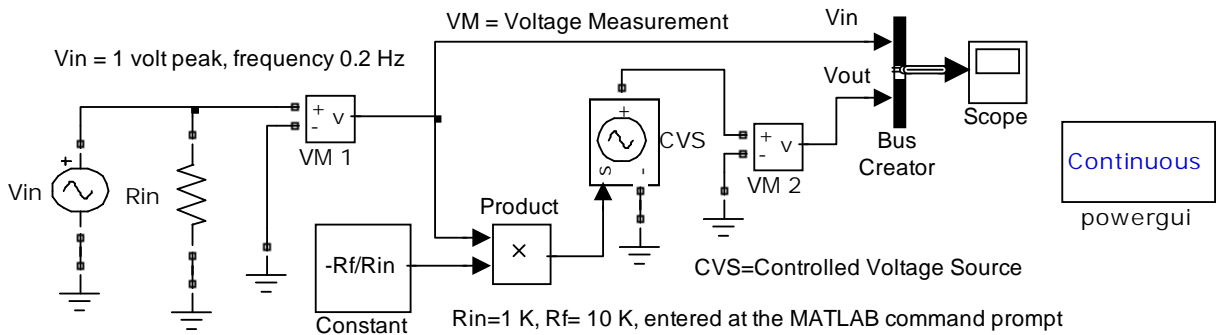 VM = Voltage Measurement
Vin
Vin = 1 volt peak, frequency 0.2 Hz
Vout
+
-
v
VM 1
+
CVS
s
-
+
-
v
VM 2
Bus
Creator
Scope
Continuous
powergui
+
Vin
Rin
Product
×
-Rf/Rin
Constant
CVS=Controlled Voltage Source
Rin=1 K, Rf= 10 K, entered at the MATLAB command prompt